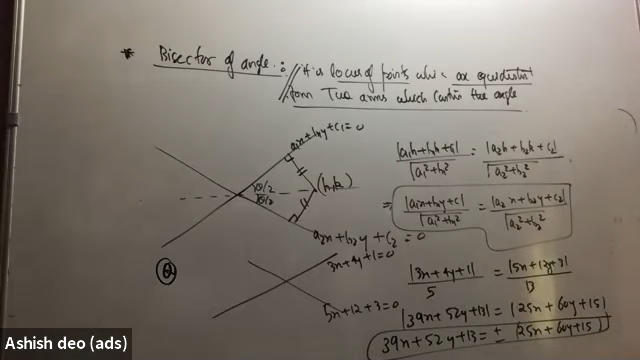 * Bisector of angle :
it is locus of points which are equidistant
from Two arms which contain the angle
a₁x+b₁y+c₁=0
θ/2
θ/2
(h,k)
a₂x+b₂y+c₂=0
|a₁h+b₁k+c₁| / √a₁²+b₁² = |a₂h+b₂k+c₂| / √a₂²+b₂²
= |a₁x+b₁y+c₁| / √a₁²+b₁² = |a₂x+b₂y+c₂| / √a₂²+b₂²
Q
3x+4y+1=0
5x+12+3=0
|3x+4y+1| / 5 = |5x+12y+3| / 13
|39x+52y+13| = |25x+60y+15|
39x+52y+13 = ± (25x+60y+15)
Ashish deo (ads)